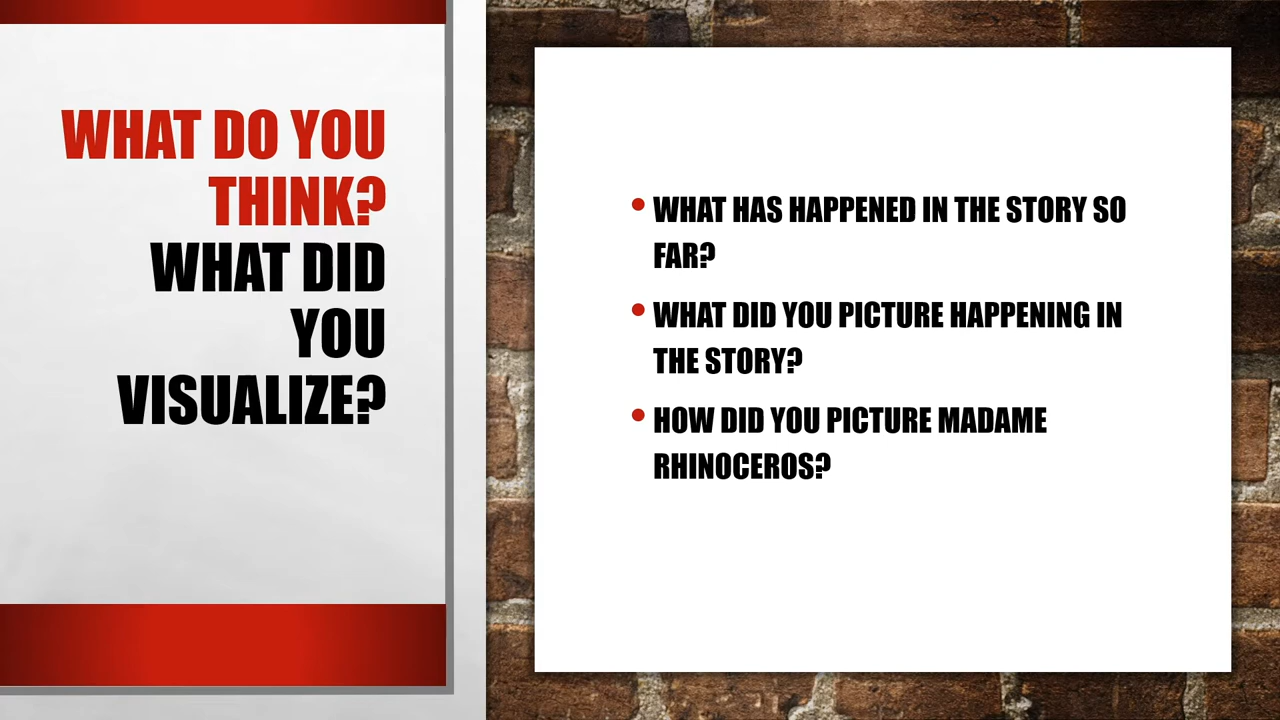 WHAT DO YOU
THINK?
WHAT DID
YOU
VISUALIZE?
• WHAT HAS HAPPENED IN THE STORY SO
FAR?
• WHAT DID YOU PICTURE HAPPENING IN
THE STORY?
• HOW DID YOU PICTURE MADAME
RHINOCEROS?